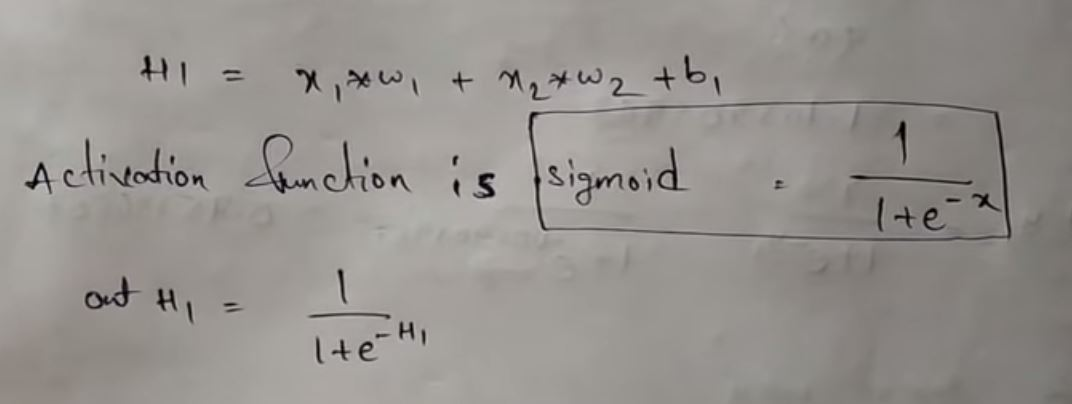 H1 = x₁*w₁ + x₂*w₂ + b₁
Activation function is sigmoid = 1/(1+e^-x)
out H₁ = 1/(1+e^-H₁)